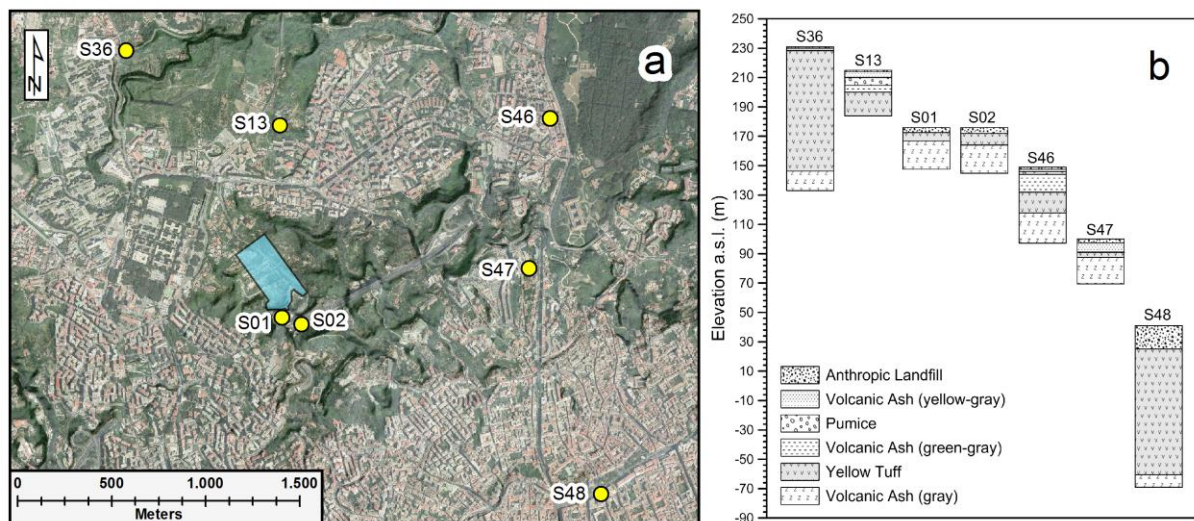 a
N
S36
S13
S46
S47
S01
S02
S48
0 500 1.000 1.500
Meters
b
Elevation a.s.l. (m)
250
230
210
190
170
150
130
110
90
70
50
30
10
-10
-30
-50
-70
-90
S36
S13
S01
S02
S46
S47
S48
Anthropic Landfill
Volcanic Ash (yellow-gray)
Pumice
Volcanic Ash (green-gray)
Yellow Tuff
Volcanic Ash (gray)